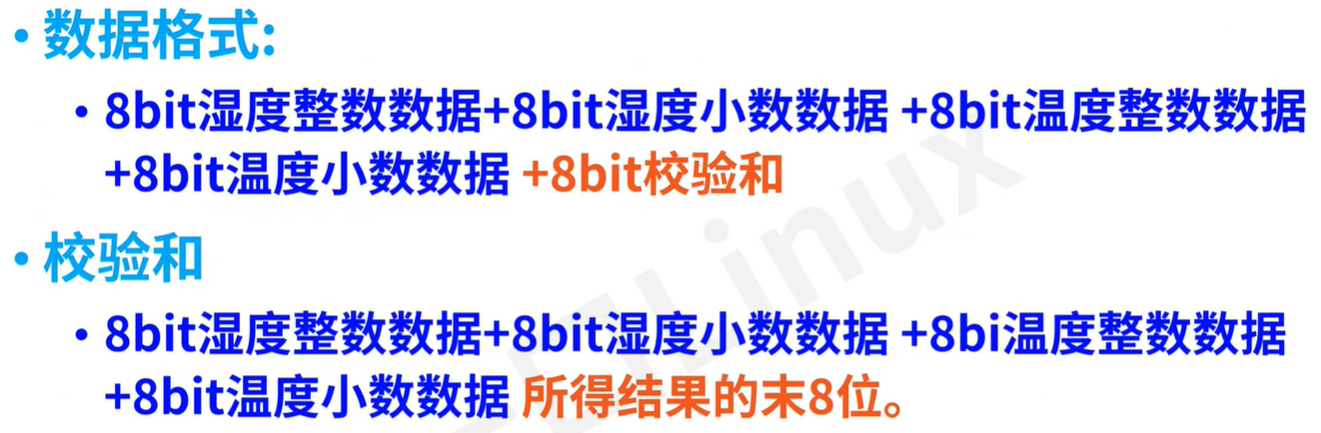 • 数据格式:
• 8bit湿度整数数据+8bit湿度小数数据 +8bit温度整数数据
+8bit温度小数数据 +8bit校验和
• 校验和
• 8bit湿度整数数据+8bit湿度小数数据 +8bi温度整数数据
+8bit温度小数数据 所得结果的末8位。